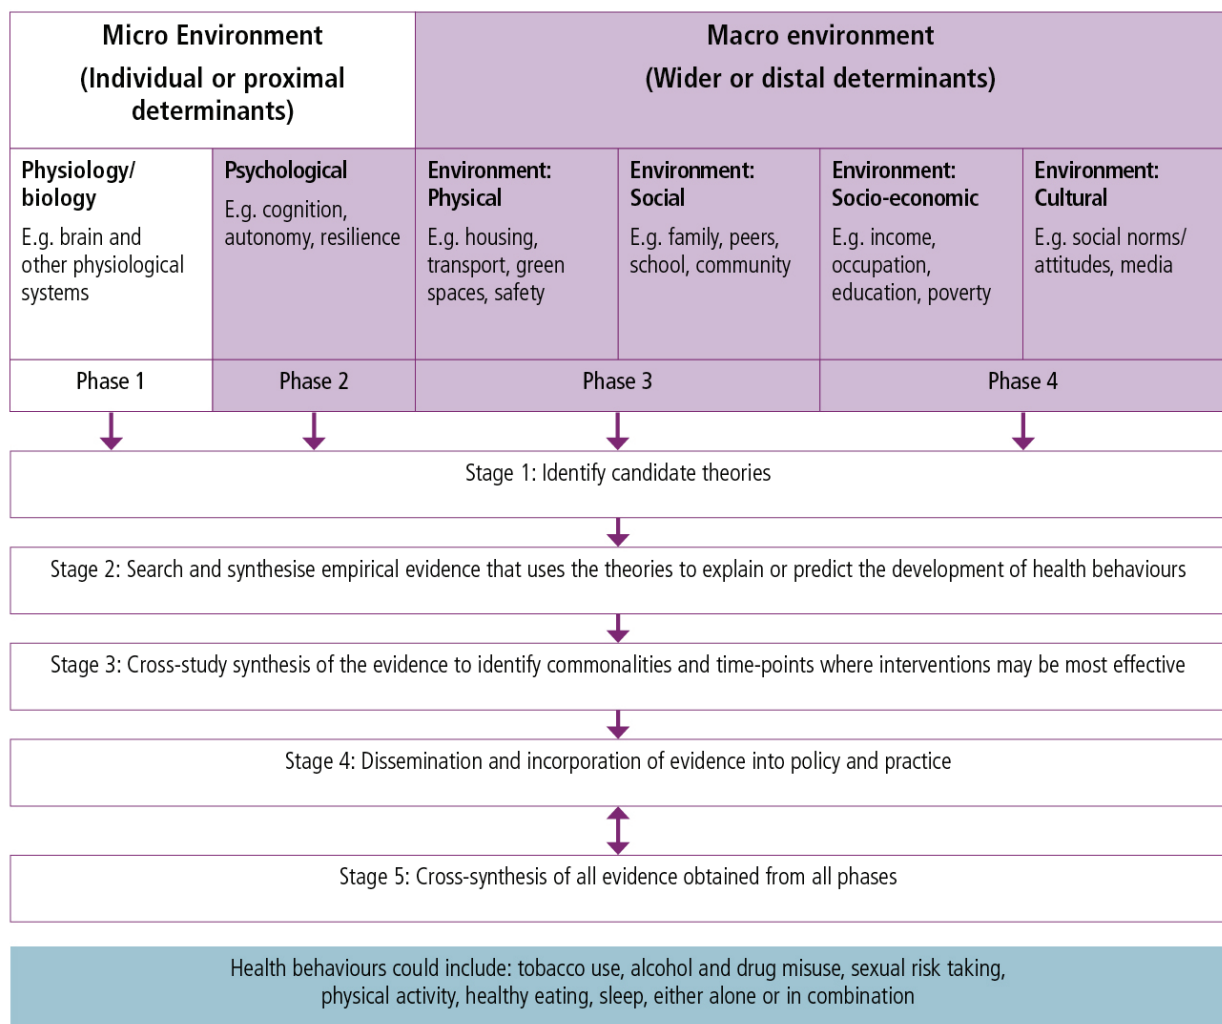 Micro Environment
(Individual or proximal
determinants)
Macro environment
(Wider or distal determinants)
Physiology/
biology
E.g. brain and
other physiological
systems
Psychological
E.g. cognition,
autonomy, resilience
Environment:
Physical
E.g. housing,
transport, green
spaces, safety
Environment:
Social
E.g. family, peers,
school, community
Environment:
Socio-economic
E.g. income,
occupation,
education, poverty
Environment:
Cultural
E.g. social norms/
attitudes, media
Phase 1
Phase 2
Phase 3
Phase 4
Stage 1: Identify candidate theories
Stage 2: Search and synthesise empirical evidence that uses the theories to explain or predict the development of health behaviours
Stage 3: Cross-study synthesis of the evidence to identify commonalities and time-points where interventions may be most effective
Stage 4: Dissemination and incorporation of evidence into policy and practice
Stage 5: Cross-synthesis of all evidence obtained from all phases
Health behaviours could include: tobacco use, alcohol and drug misuse, sexual risk taking,
physical activity, healthy eating, sleep, either alone or in combination